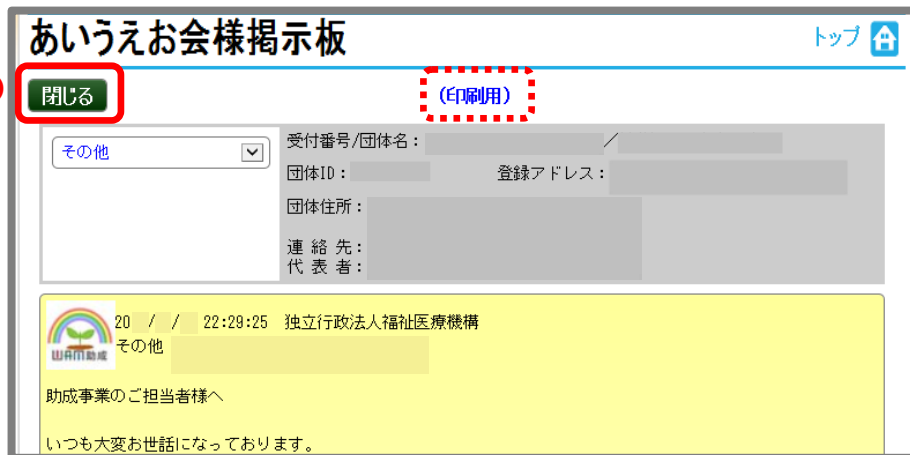 あいうえお会様掲示板
トップ
閉じる
(印刷用)
その他
受付番号/団体名： ／
団体ID： 登録アドレス：
団体住所：
連 絡 先：
代 表 者：
20 / / 22:29:25 独立行政法人福祉医療機構
その他
WAM助成
助成事業のご担当者様へ
いつも大変お世話になっております。